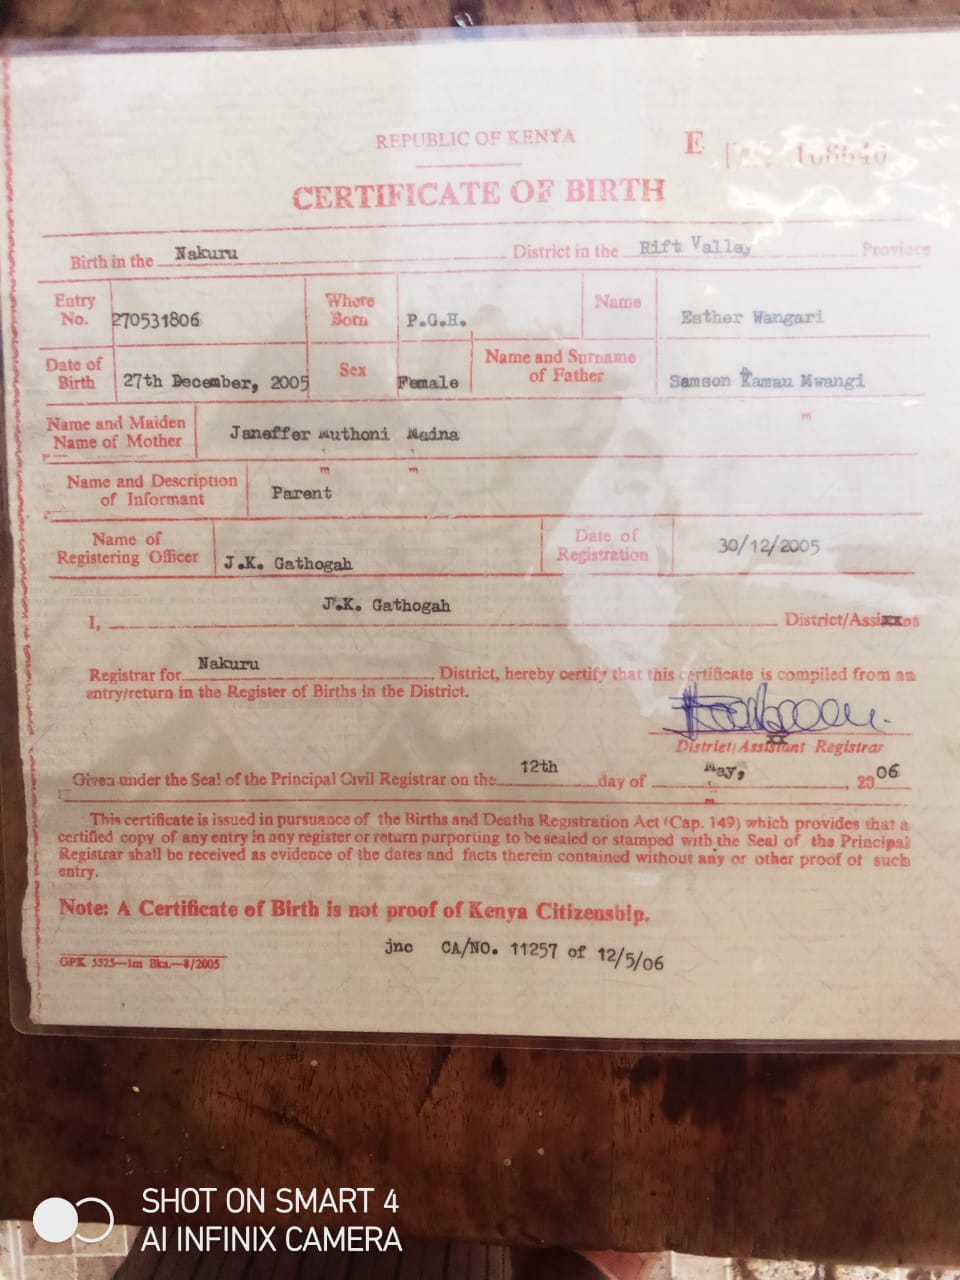 REPUBLIC OF KENYA
E
CERTIFICATE OF BIRTH
Birth in the Nakuru District in the Rift Valley Province
Entry No. 270531806 Where Born P.G.H. Name Esther Wangari
Date of Birth 27th December, 2005 Sex Female Name and Surname of Father Samson Kamau Mwangi
Name and Maiden Name of Mother Janeffer Muthoni Maina
Name and Description of Informant Parent
Name of Registering Officer J.K. Gathogah Date of Registration 30/12/2005
I, J.K. Gathogah District/Assixxes
Registrar for Nakuru District, hereby certify that this certificate is compiled from an
entry/return in the Register of Births in the District.
District/Assistant Registrar
Given under the Seal of the Principal Civil Registrar on the 12th day of May, 2006
This certificate is issued in pursuance of the Births and Deaths Registration Act (Cap. 149) which provides that a
certified copy of any entry in any register or return purporting to be sealed or stamped with the Seal of the Principal
Registrar shall be received as evidence of the dates and facts therein contained without any or other proof of such
entry.
Note: A Certificate of Birth is not proof of Kenya Citizenship.
jnc CA/NO. 11257 of 12/5/06
GPK 5525—1m Bks.—8/2005
SHOT ON SMART 4
AI INFINIX CAMERA